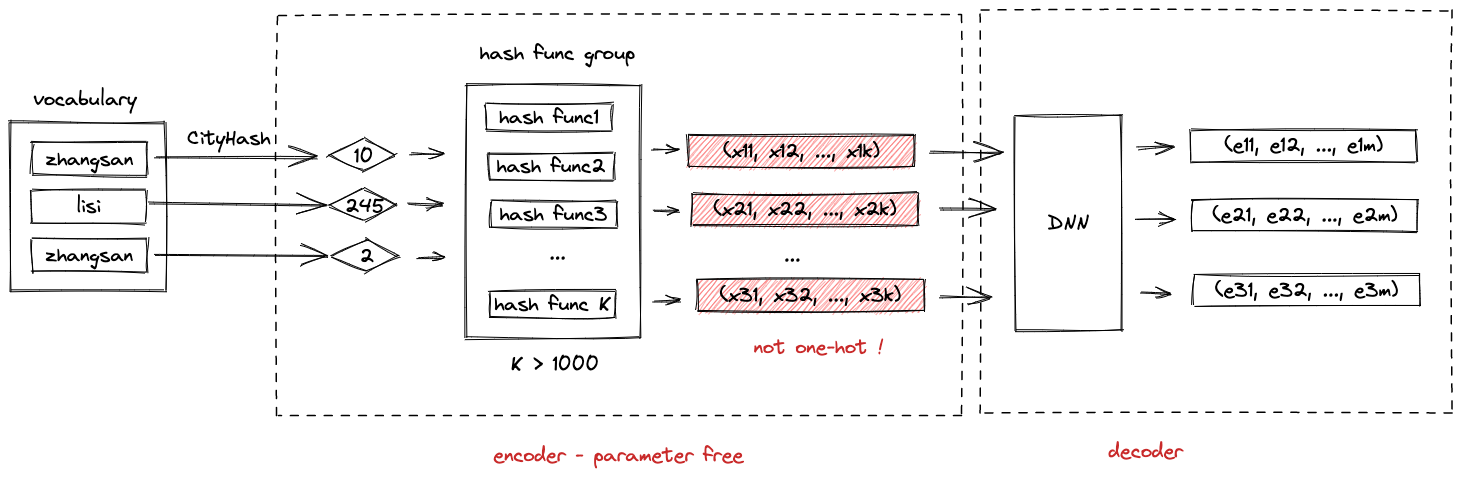 vocabulary
zhangsan
lisi
zhangsan
CityHash
10
245
2
hash func group
hash func1
hash func2
hash func3
...
hash func K
K > 1000
(x11, x12, ..., x1k)
(x21, x22, ..., x2k)
...
(x31, x32, ..., x3k)
not one-hot !
encoder - parameter free
DNN
(e11, e12, ..., e1m)
(e21, e22, ..., e2m)
(e31, e32, ..., e3m)
decoder